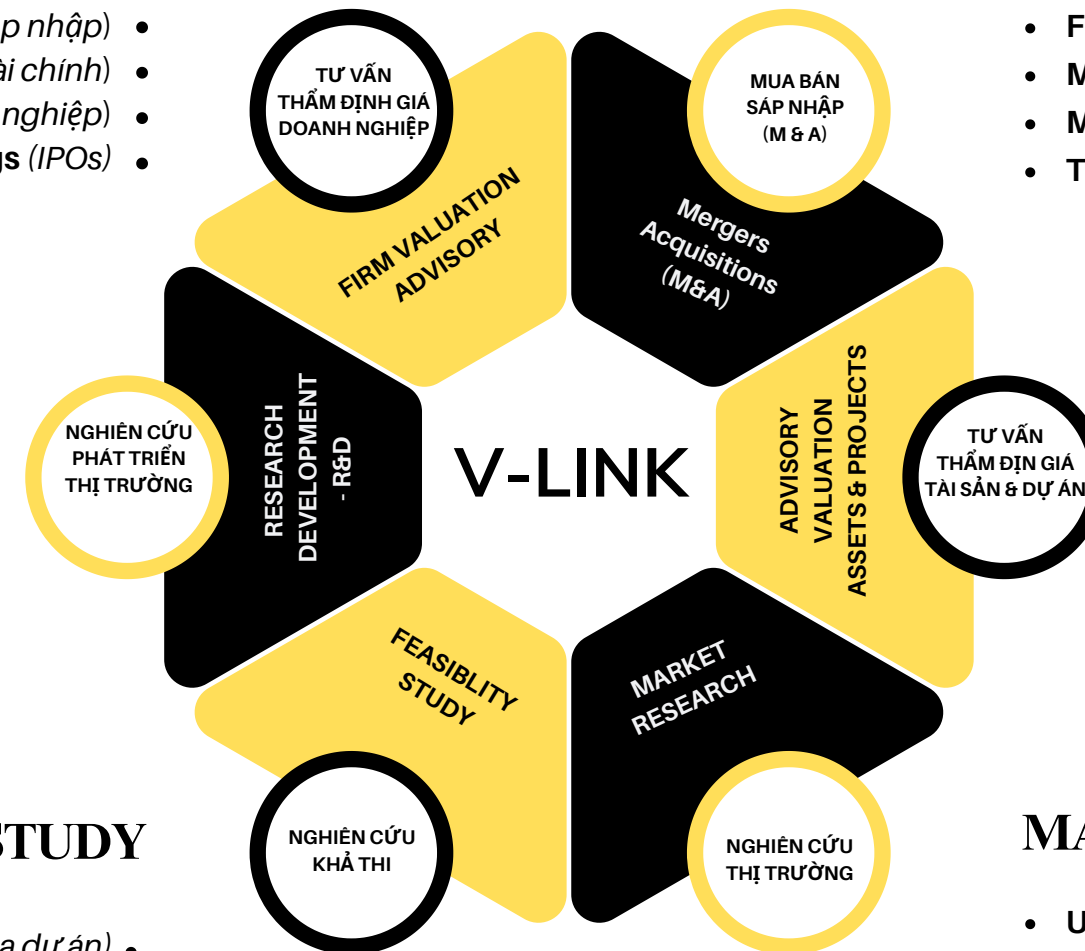 p nhập)
ài chính)
nghiệp)
gs (IPOs)
F
M
M
T
TƯ VẤN
THẨM ĐỊNH GIÁ
DOANH NGHIỆP
MUA BÁN
SÁP NHẬP
(M & A)
FIRM VALUATION
ADVISORY
Mergers
Acquisitions
(M&A)
NGHIÊN CỨU
PHÁT TRIỂN
THỊ TRƯỜNG
RESEARCH
DEVELOPMENT
- R&D
V-LINK
ADVISORY
VALUATION
ASSETS & PROJECTS
TƯ VẤN
THẨM ĐỊN GIÁ
TÀI SẢN & DỰ ÁN
FEASIBLITY
STUDY
MARKET
RESEARCH
STUDY
MA
NGHIÊN CỨU
KHẢ THI
NGHIÊN CỨU
THỊ TRƯỜNG
a dự án)
U